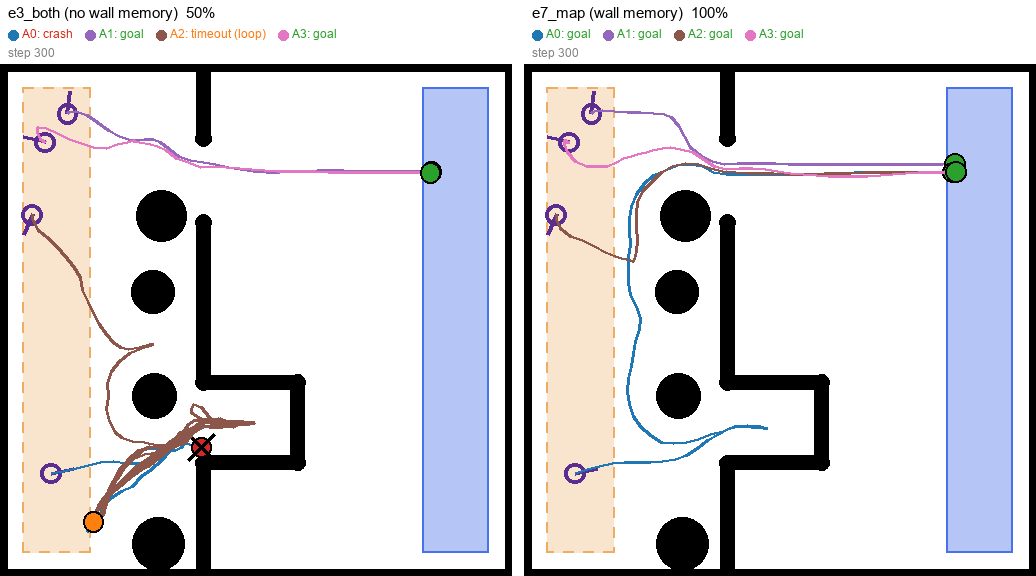 e3_both (no wall memory)  50%
A0: crash A1: goal A2: timeout (loop) A3: goal
step 300
e7_map (wall memory)  100%
A0: goal A1: goal A2: goal A3: goal
step 300